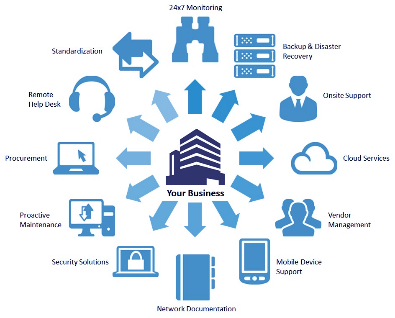 24x7 Monitoring
Backup & Disaster
Recovery
Onsite Support
Cloud Services
Vendor
Management
Mobile Device
Support
Network Documentation
Security Solutions
Proactive
Maintenance
Procurement
Remote
Help Desk
Standardization
Your Business